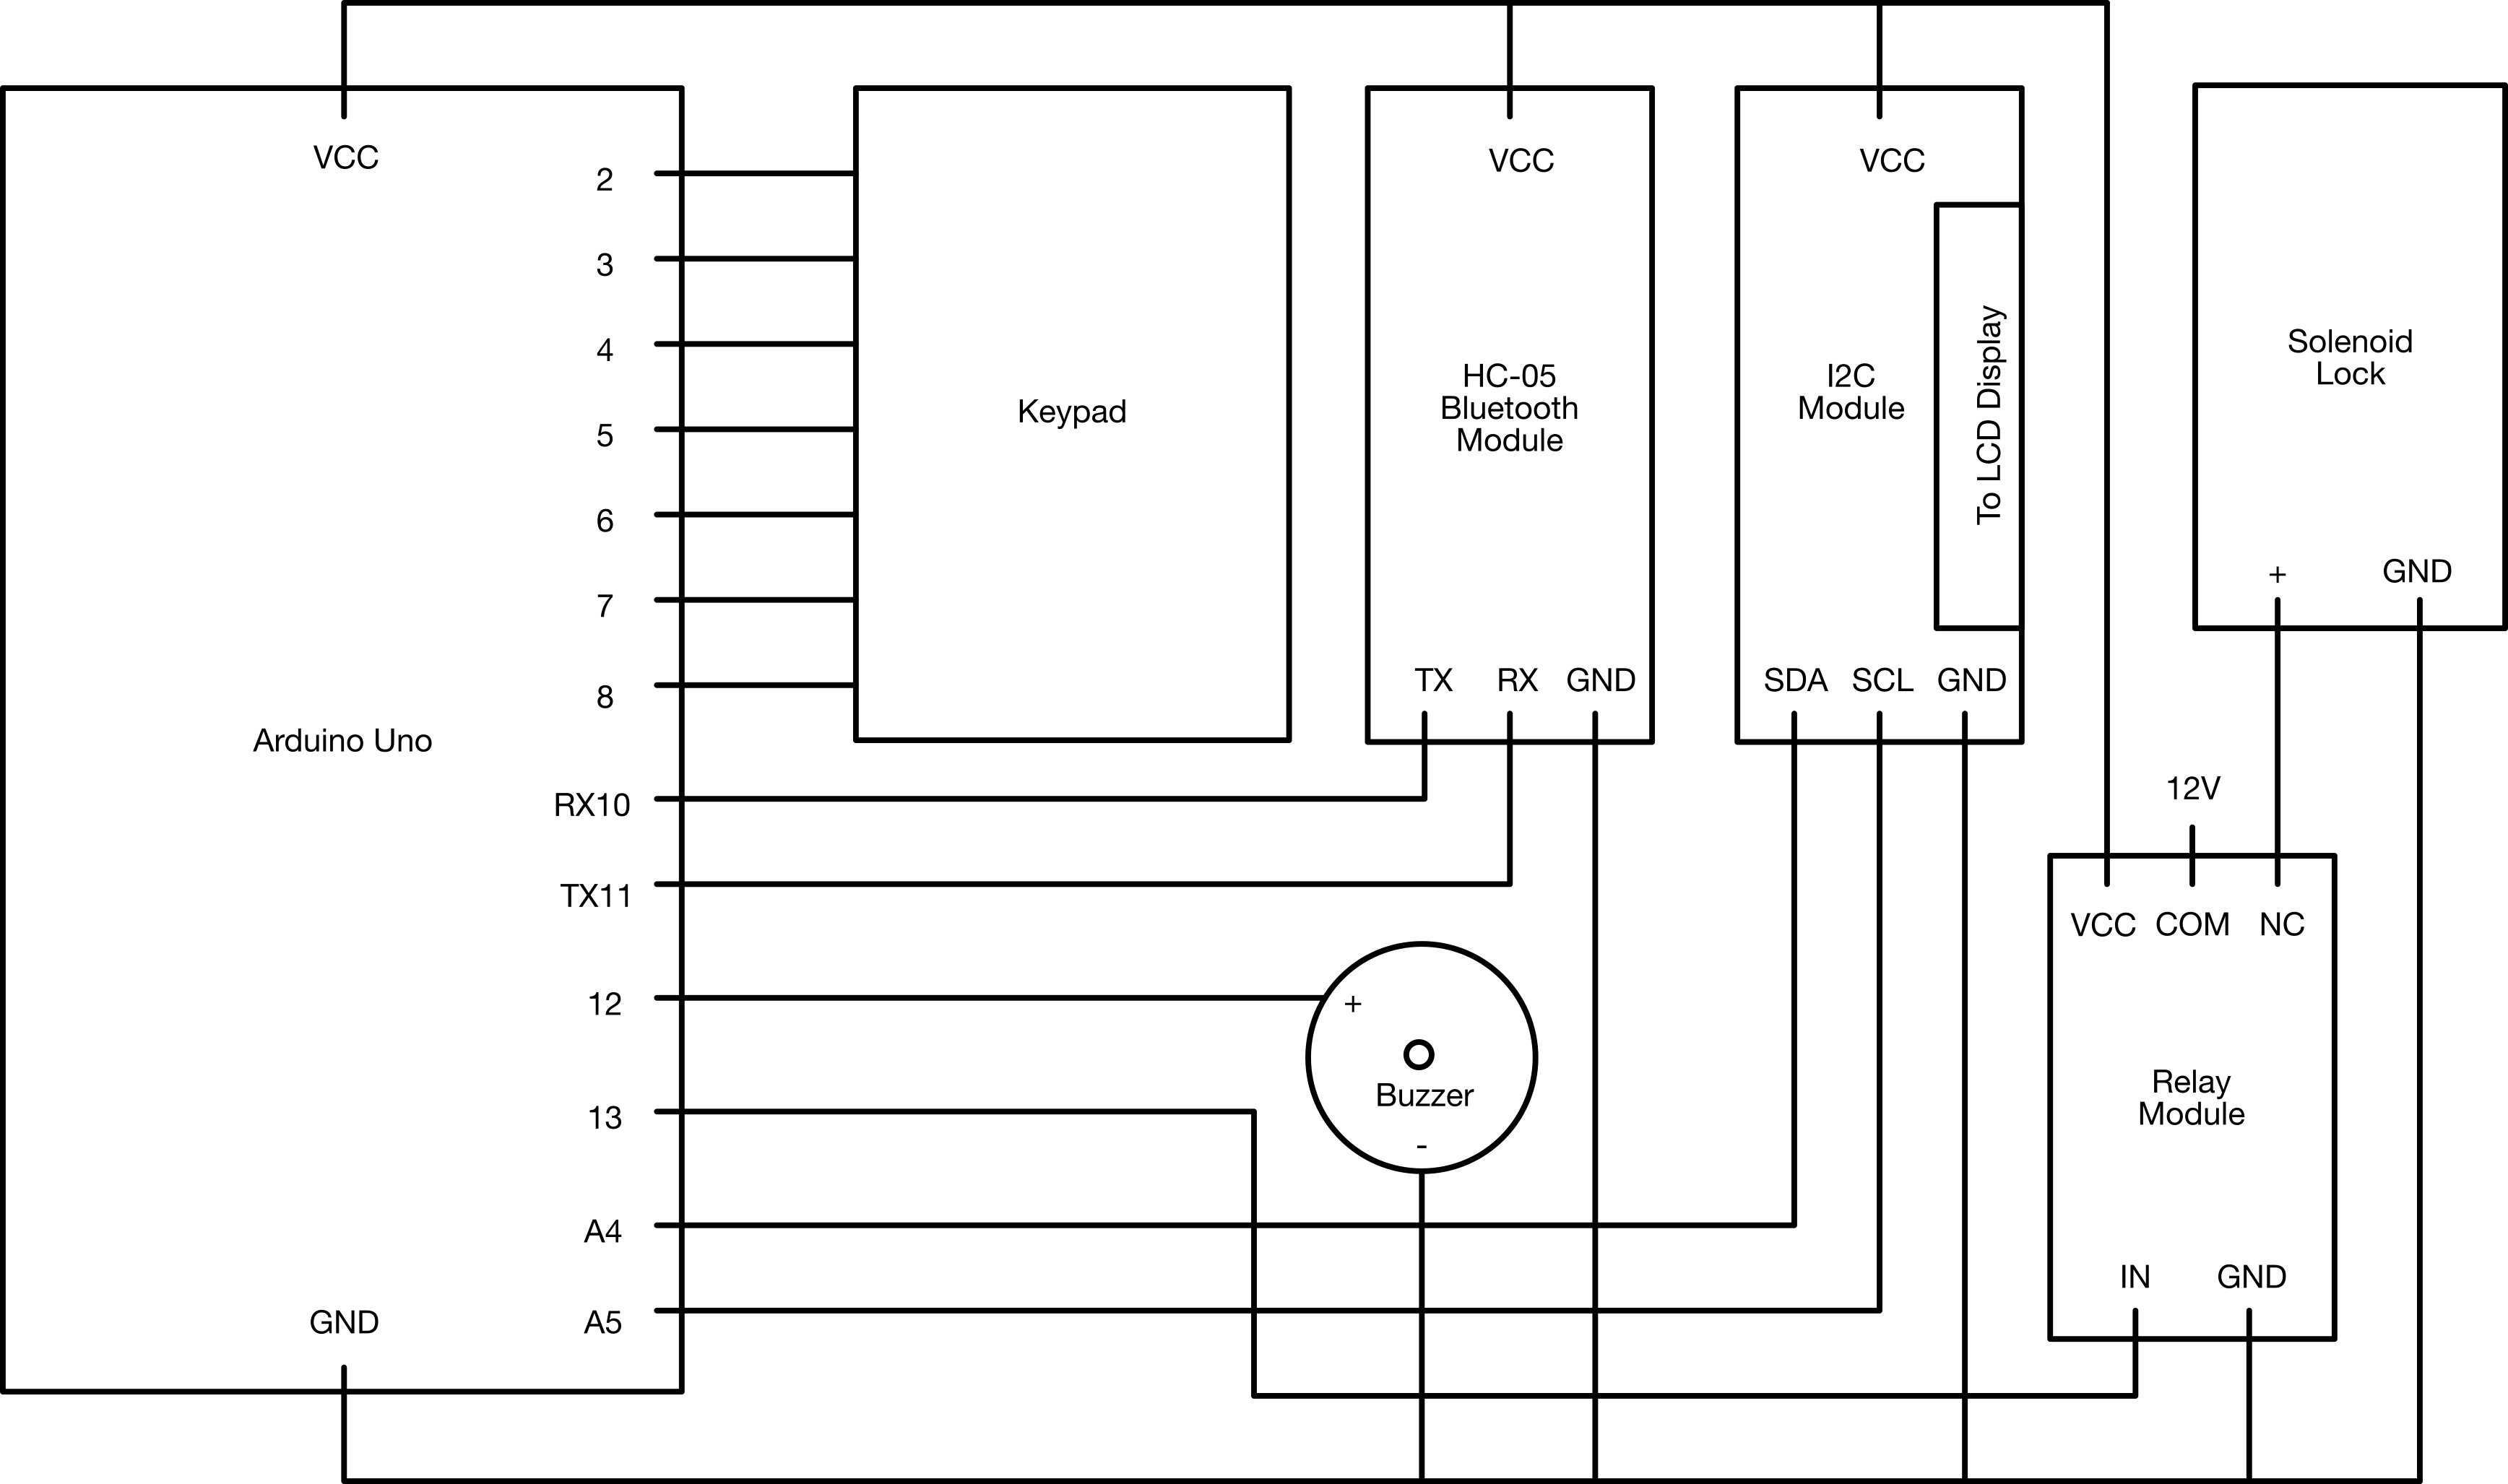 VCC
2
3
4
5
6
7
8
Arduino Uno
RX10
TX11
12
13
A4
A5
GND
Keypad
VCC
HC-05
Bluetooth
Module
TX RX GND
VCC
I2C
Module
To LCD Display
SDA SCL GND
Solenoid
Lock
+ GND
+
Buzzer
-
12V
VCC COM NC
Relay
Module
IN GND